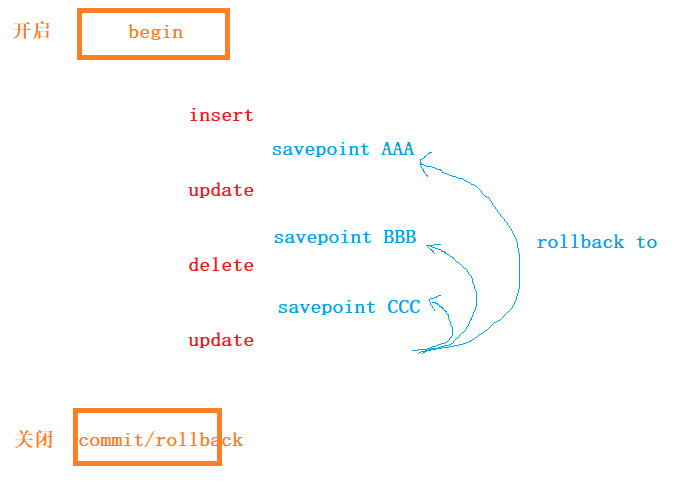 开启 begin
insert
savepoint AAA
update
savepoint BBB
rollback to
delete
savepoint CCC
update
关闭 commit/rollback